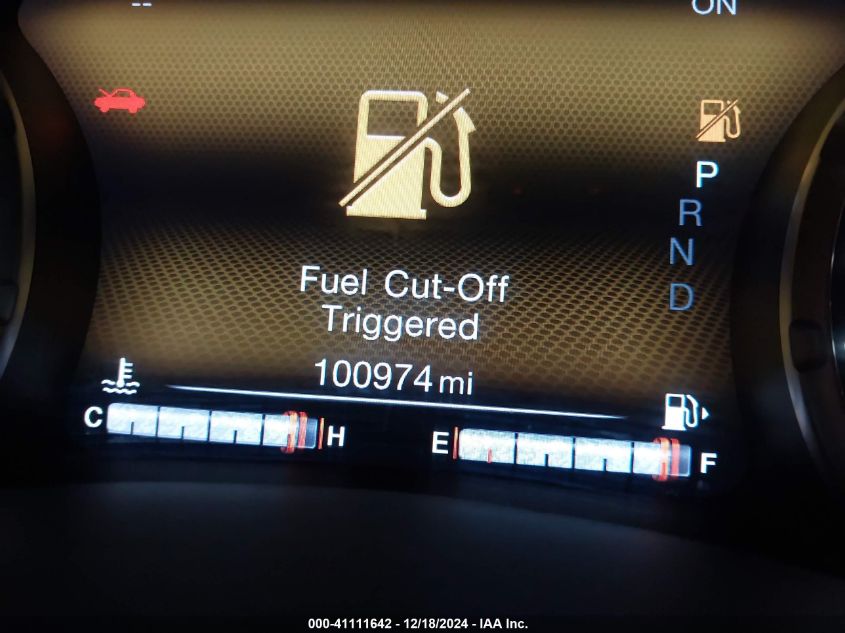 --
ON
P
R
N
D
Fuel Cut-Off
Triggered
100974 mi
C H E F
000-41111642 - 12/18/2024 - IAA Inc.